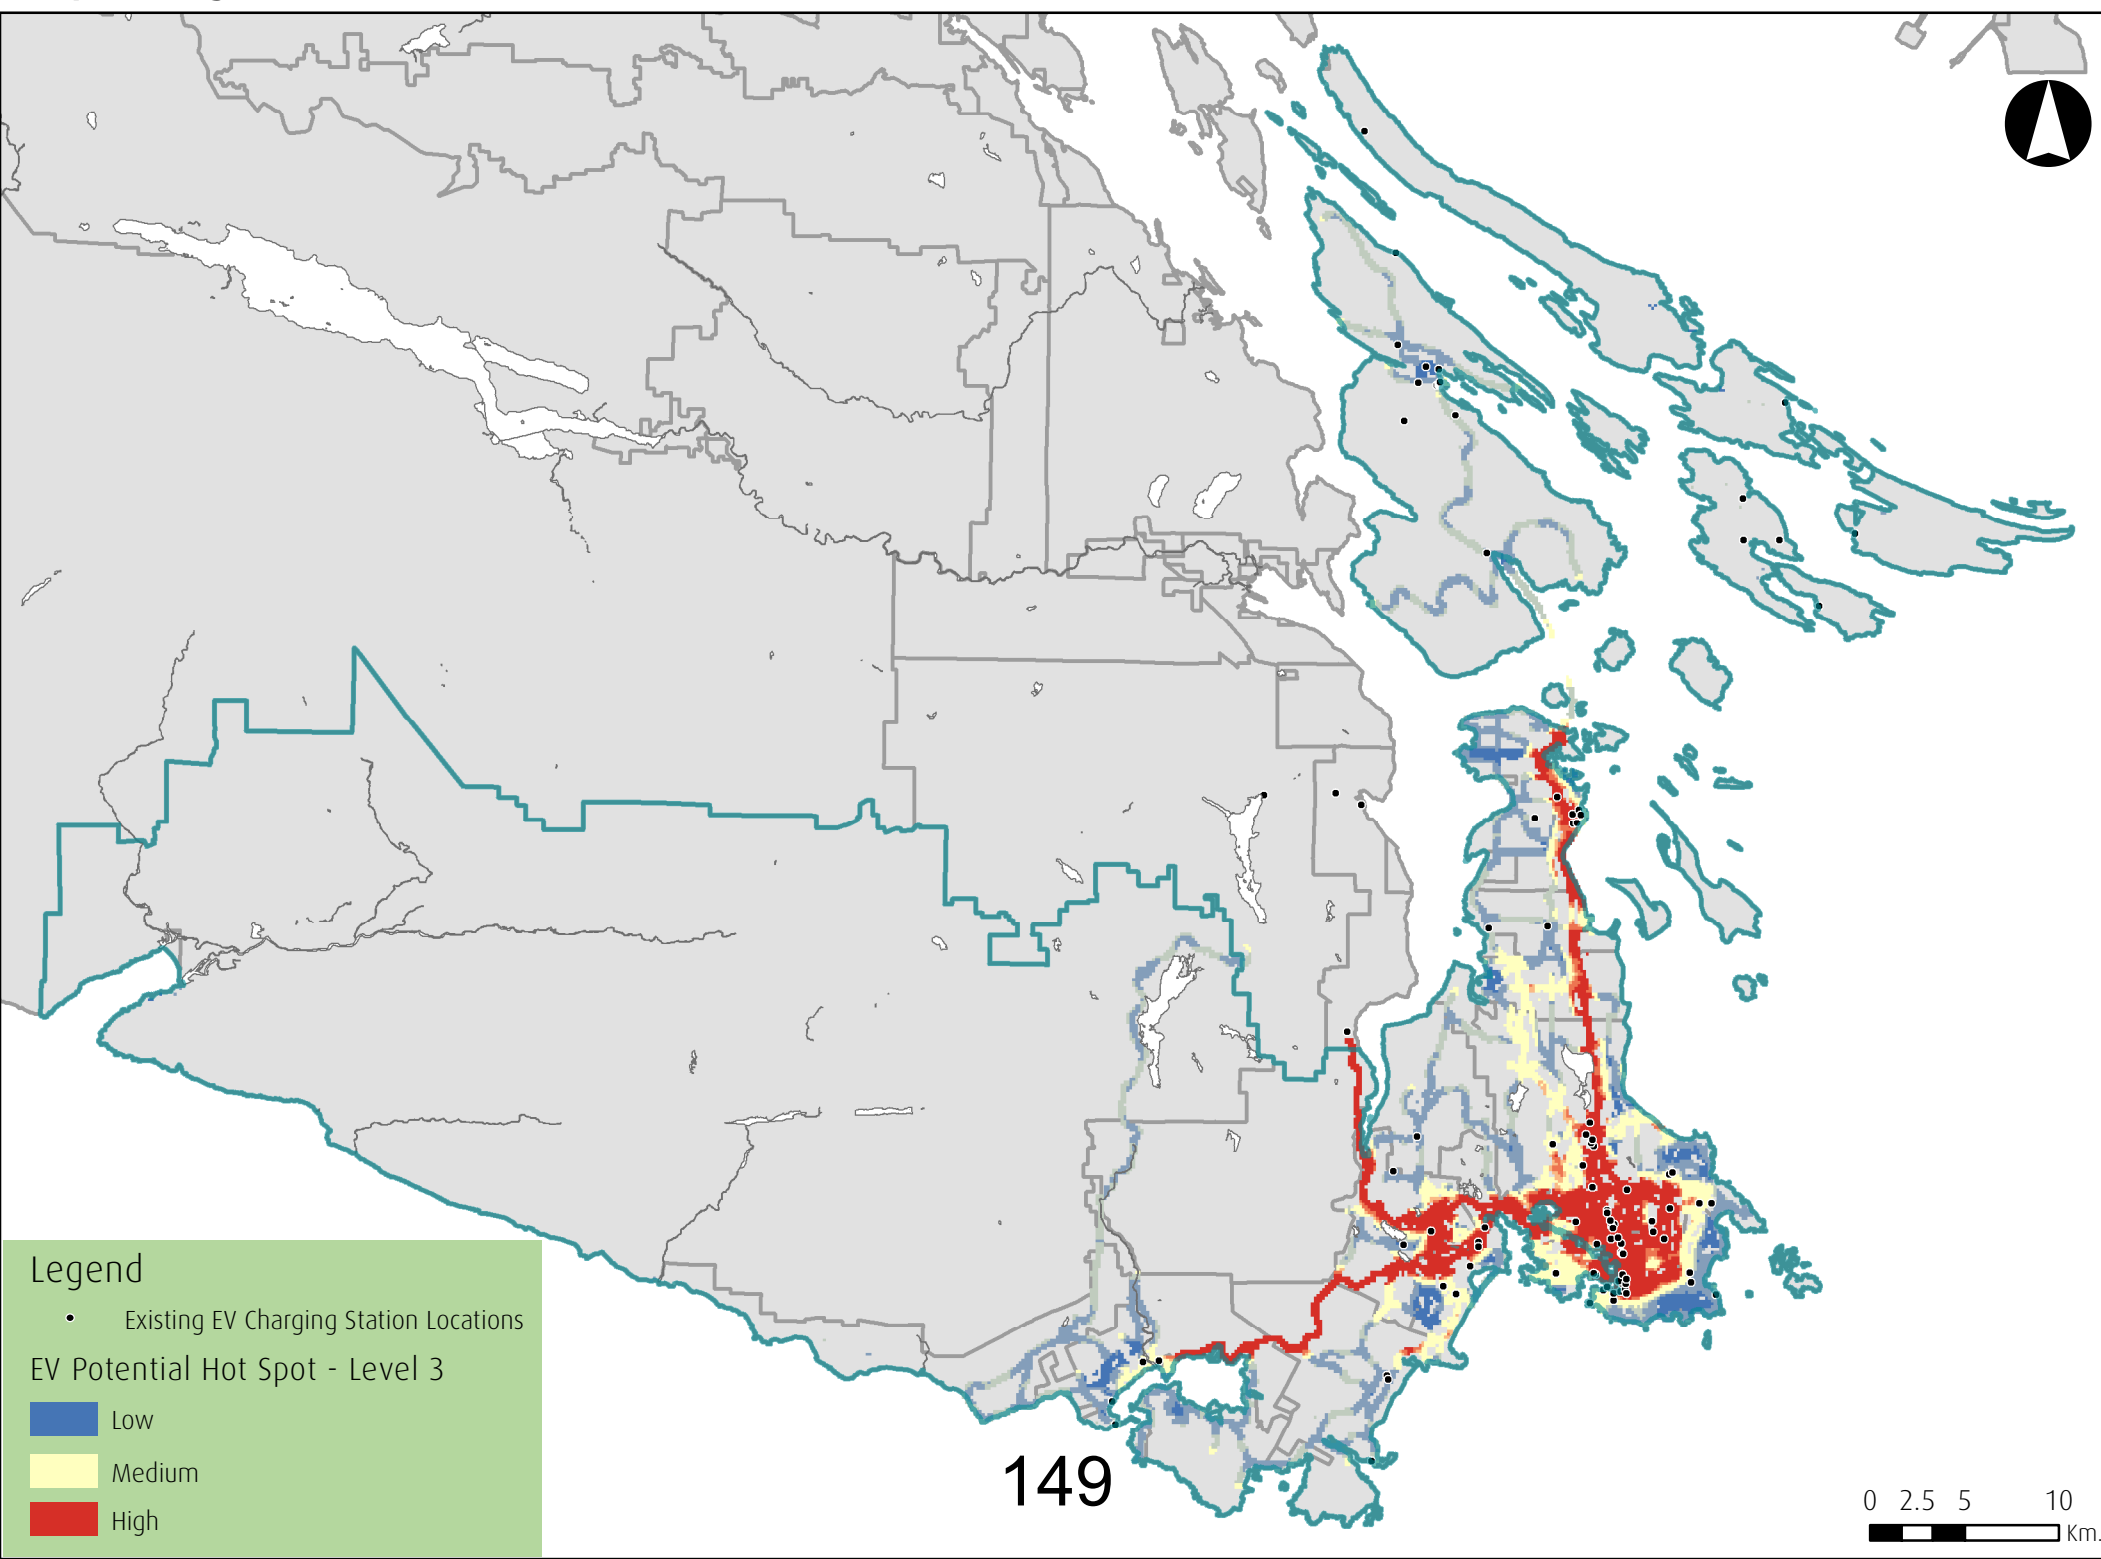 Legend
Existing EV Charging Station Locations
EV Potential Hot Spot - Level 3
Low
Medium
High
149
0 2.5 5 10
Km.